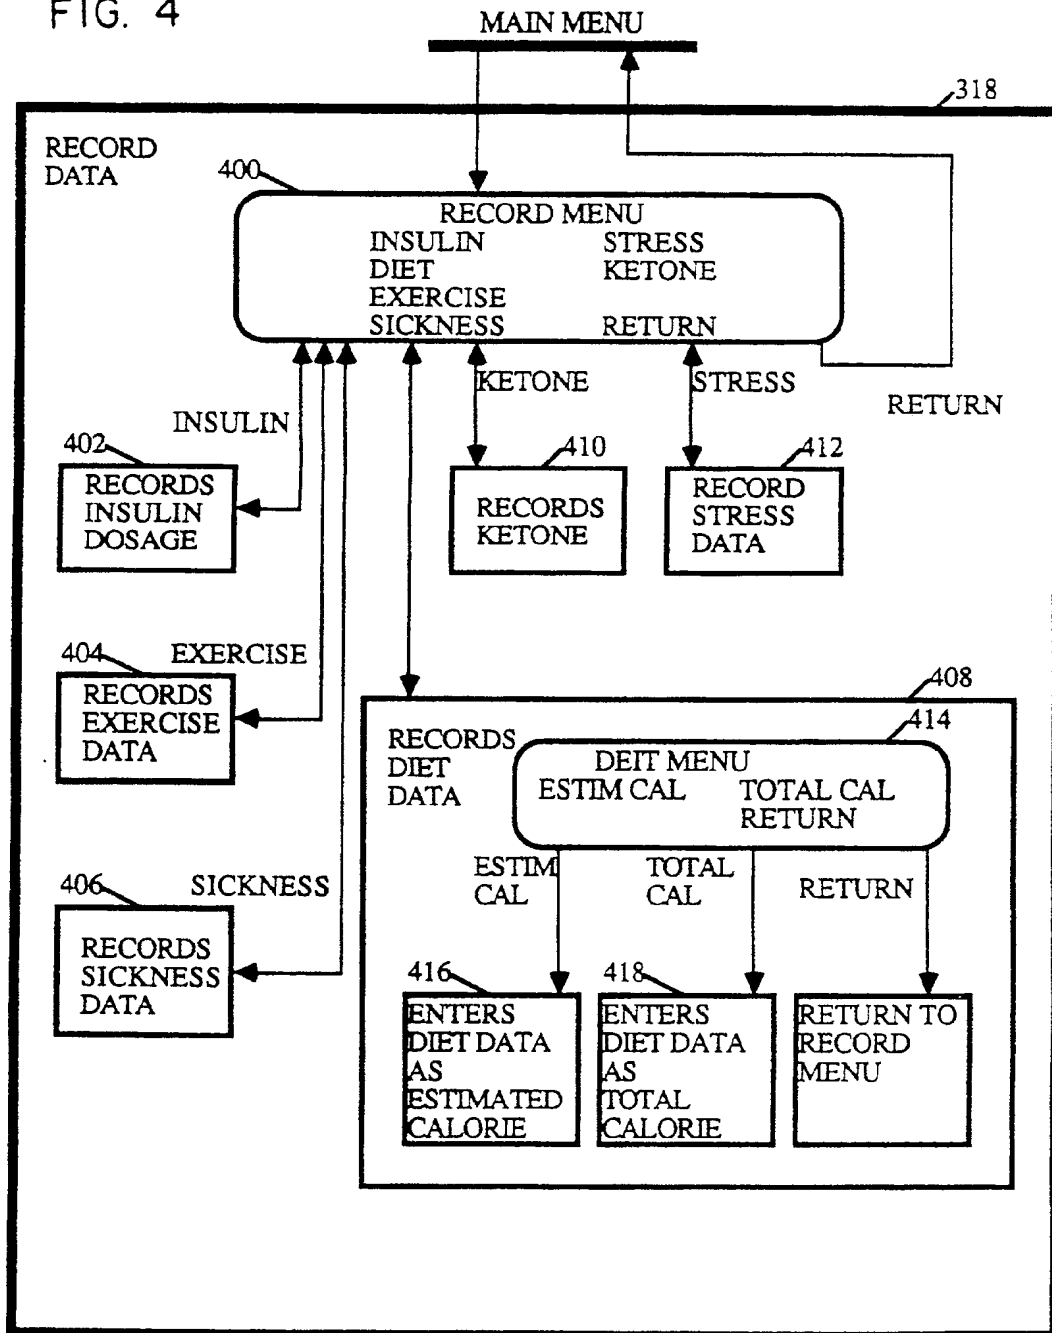 FIG. 4
MAIN MENU
318
RECORD
DATA
400
RECORD MENU
INSULIN STRESS
DIET KETONE
EXERCISE
SICKNESS RETURN
KETONE
STRESS
RETURN
INSULIN
402
RECORDS
INSULIN
DOSAGE
410
RECORDS
KETONE
412
RECORD
STRESS
DATA
404
EXERCISE
RECORDS
EXERCISE
DATA
408
RECORDS
DIET
DATA
414
DEIT MENU
ESTIM CAL TOTAL CAL
RETURN
ESTIM
CAL
TOTAL
CAL
RETURN
406
SICKNESS
RECORDS
SICKNESS
DATA
416
ENTERS
DIET DATA
AS
ESTIMATED
CALORIE
418
ENTERS
DIET DATA
AS
TOTAL
CALORIE
RETURN TO
RECORD
MENU